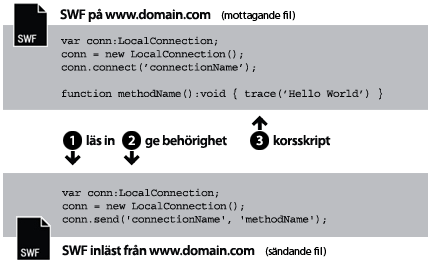 SWF på www.domain.com (mottagande fil)
SWF
var conn:LocalConnection;
conn = new LocalConnection();
conn.connect(’connectionName’);
function methodName():void { trace(’Hello World’) }
1 läs in 2 ge behörighet 3 korsskript
var conn:LocalConnection;
conn = new LocalConnection();
conn.send('connectionName', 'methodName');
SWF
SWF inläst från www.domain.com (sändande fil)